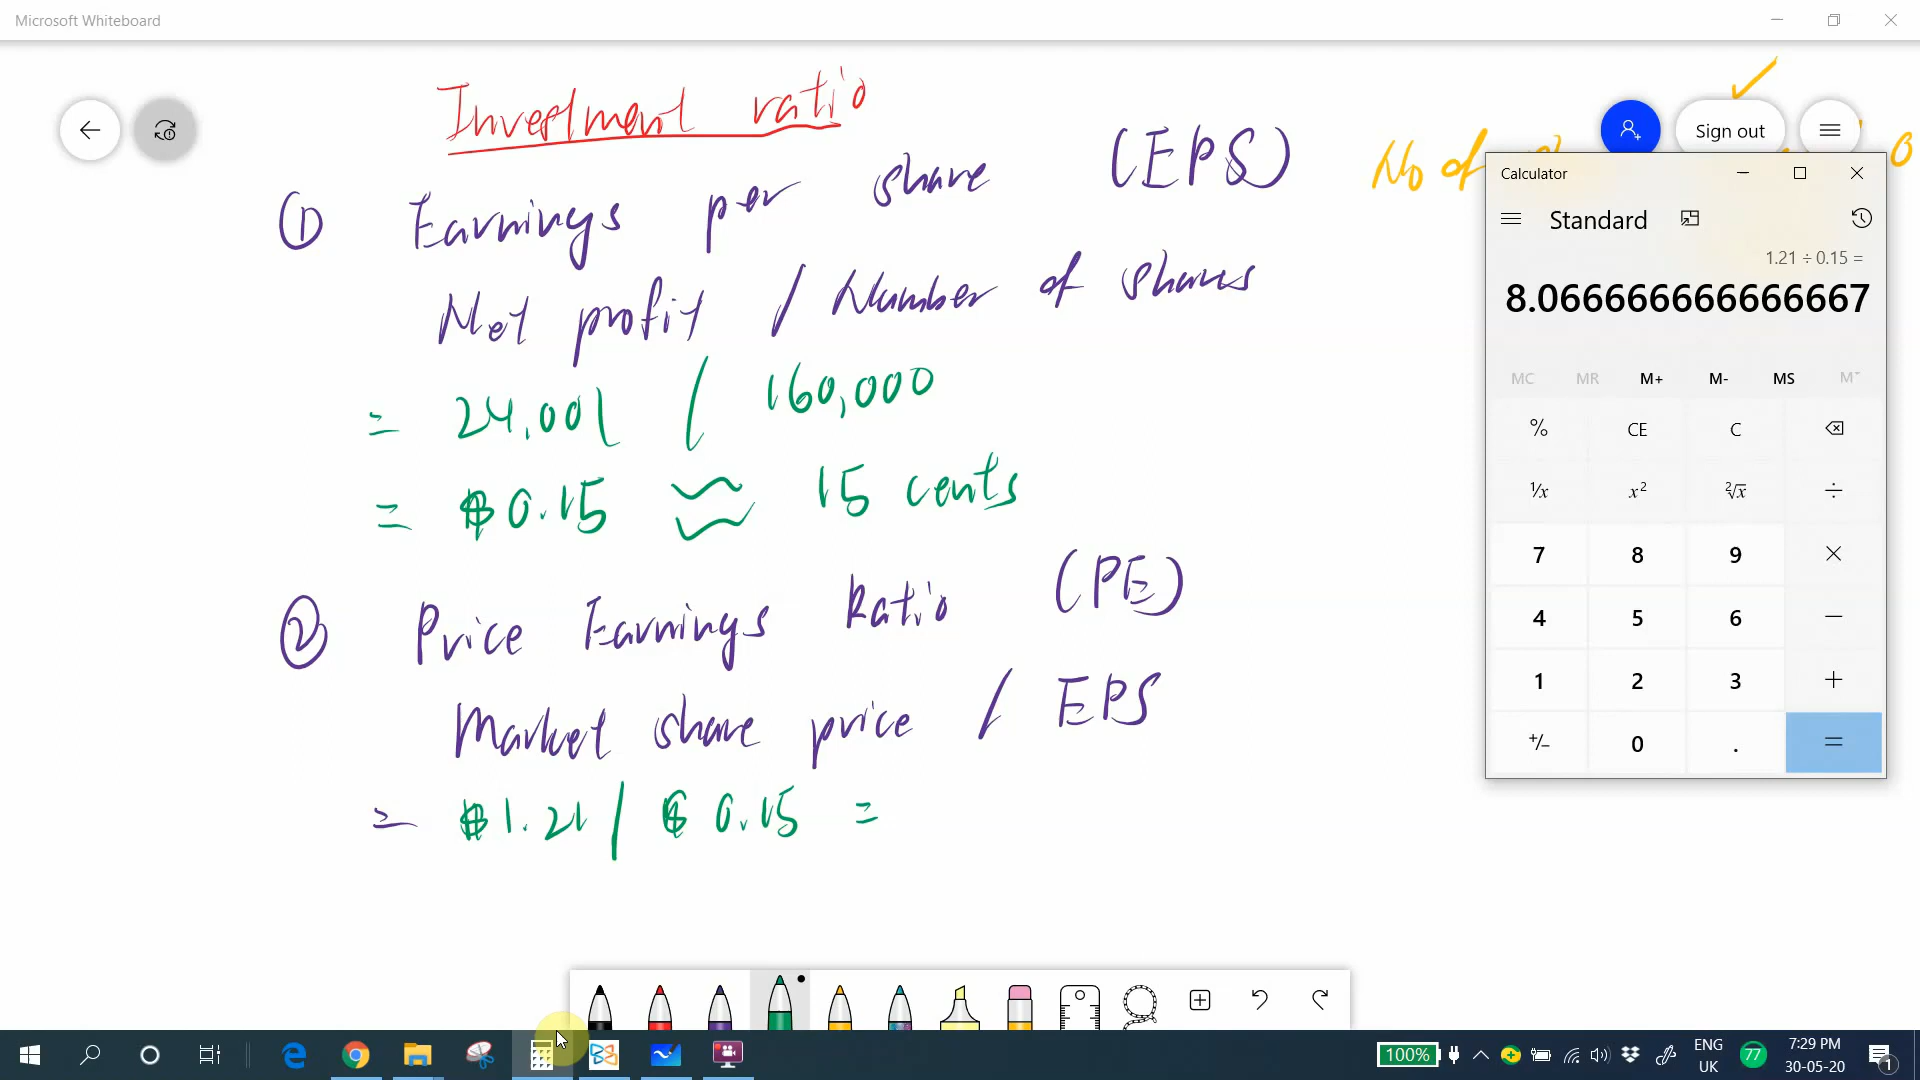 Microsoft Whiteboard
Investment ratio
Sign out
① Earnings per share (EPS)
No of
Net profit / Number of shares
= 24,001 / 160,000
= $0.15 ≈ 15 cents
② Price Earnings Ratio (PE)
Market share price / EPS
= $1.21 / $0.15 =
Calculator
Standard
1.21 ÷ 0.15 =
8.066666666666667
MC MR M+ M- MS M˅
% CE C ⌫
¹/x x² ²√x ÷
7 8 9 ×
4 5 6 −
1 2 3 +
+/− 0 . =
100%
ENG
UK
77
7:29 PM
30-05-20
1